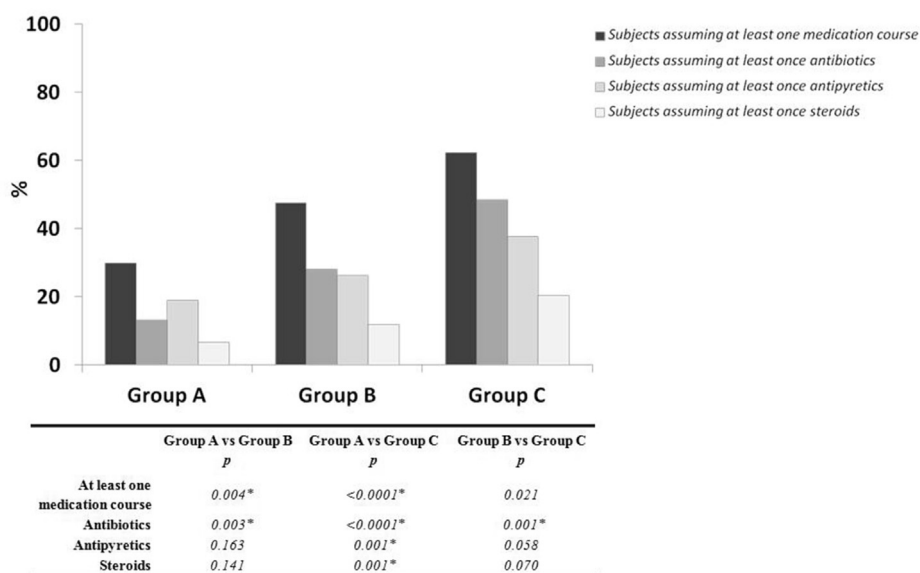 100
80
60
40
20
0
%
Group A
Group B
Group C
Subjects assuming at least one medication course
Subjects assuming at least once antibiotics
Subjects assuming at least once antipyretics
Subjects assuming at least once steroids
Group A vs Group B Group A vs Group C Group B vs Group C
p p p
At least one
medication course 0.004* <0.0001* 0.021
Antibiotics 0.003* <0.0001* 0.001*
Antipyretics 0.163 0.001* 0.058
Steroids 0.141 0.001* 0.070